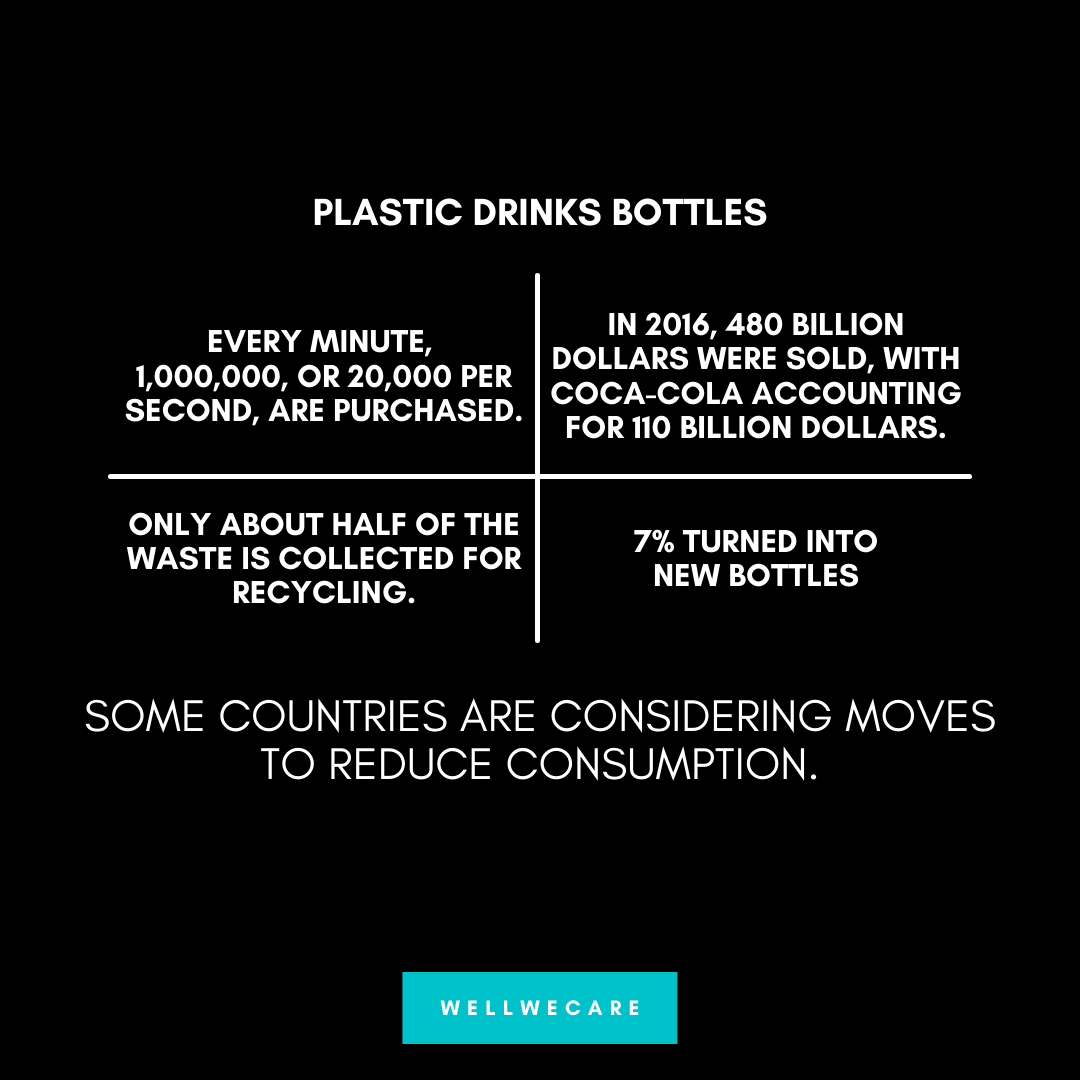 PLASTIC DRINKS BOTTLES
EVERY MINUTE,
1,000,000, OR 20,000 PER
SECOND, ARE PURCHASED.
IN 2016, 480 BILLION
DOLLARS WERE SOLD, WITH
COCA-COLA ACCOUNTING
FOR 110 BILLION DOLLARS.
ONLY ABOUT HALF OF THE
WASTE IS COLLECTED FOR
RECYCLING.
7% TURNED INTO
NEW BOTTLES
SOME COUNTRIES ARE CONSIDERING MOVES
TO REDUCE CONSUMPTION.
WELLWECARE